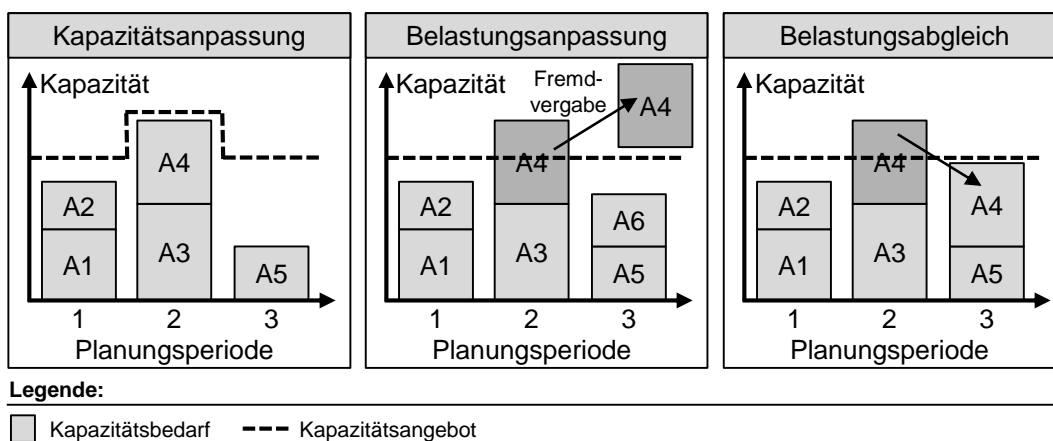 Kapazitätsanpassung
Kapazität
A4
A2
A3
A1
A5
1 2 3
Planungsperiode
Belastungsanpassung
Kapazität
Fremd-
vergabe
A4
A4
A2
A6
A3
A1
A5
1 2 3
Planungsperiode
Belastungsabgleich
Kapazität
A4
A2
A4
A3
A1
A5
1 2 3
Planungsperiode
Legende:
Kapazitätsbedarf Kapazitätsangebot